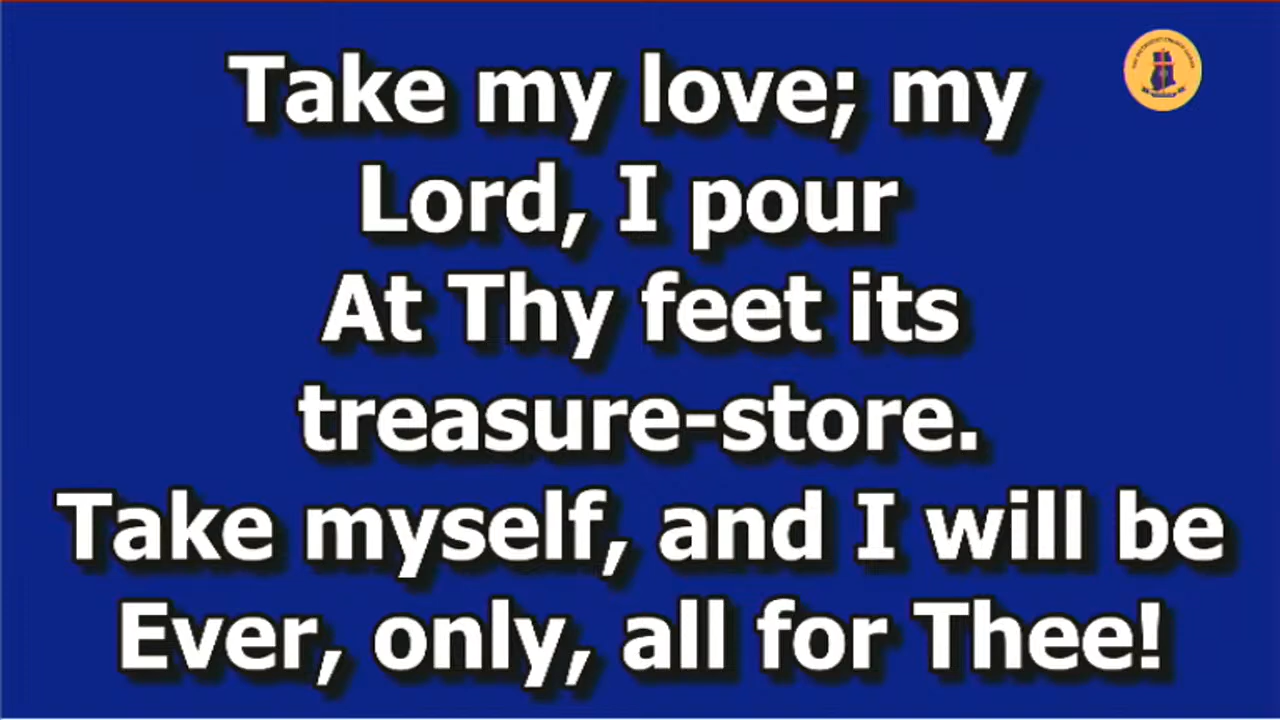 Take my love; my
Lord, I pour
At Thy feet its
treasure-store.
Take myself, and I will be
Ever, only, all for Thee!